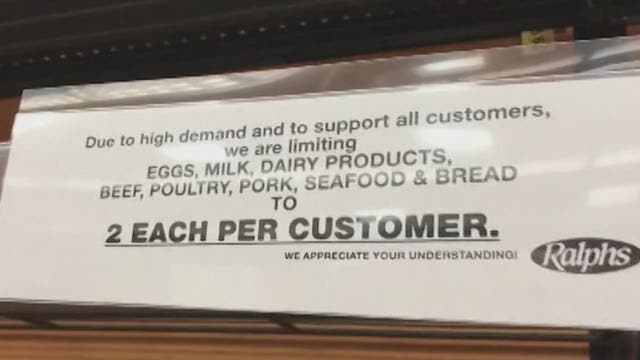 Due to high demand and to support all customers,
we are limiting
EGGS, MILK, DAIRY PRODUCTS,
BEEF, POULTRY, PORK, SEAFOOD & BREAD
TO
2 EACH PER CUSTOMER.
WE APPRECIATE YOUR UNDERSTANDING!
Ralphs